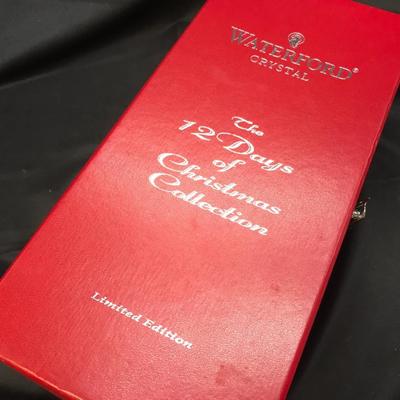 WATERFORD®
CRYSTAL
The
12 Days
of
Christmas
Collection
Limited Edition